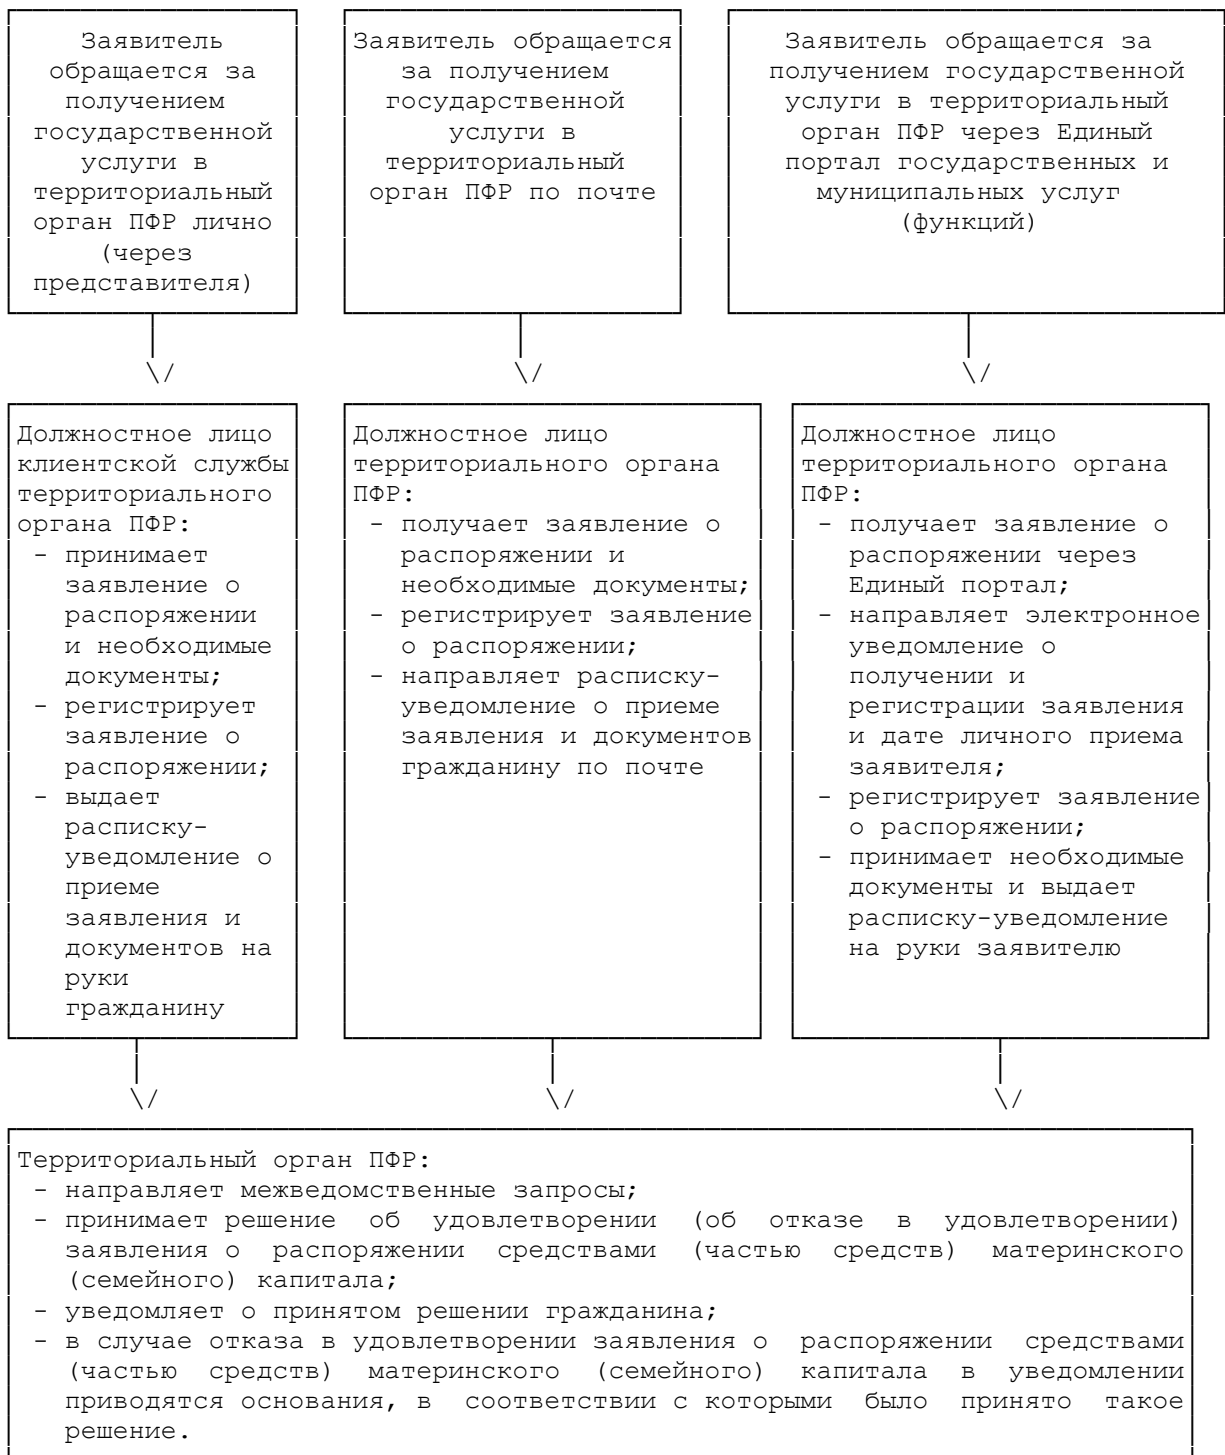 Заявитель
обращается за
получением
государственной
услуги в
территориальный
орган ПФР лично
(через
представителя)
Заявитель обращается
за получением
государственной
услуги в
территориальный
орган ПФР по почте
Заявитель обращается за
получением государственной
услуги в территориальный
орган ПФР через Единый
портал государственных и
муниципальных услуг
(функций)
Должностное лицо
клиентской службы
территориального
органа ПФР:
- принимает
заявление о
распоряжении
и необходимые
документы;
- регистрирует
заявление о
распоряжении;
- выдает
расписку-
уведомление о
приеме
заявления и
документов на
руки
гражданину
Должностное лицо
территориального органа
ПФР:
- получает заявление о
распоряжении и
необходимые документы;
- регистрирует заявление
о распоряжении;
- направляет расписку-
уведомление о приеме
заявления и документов
гражданину по почте
Должностное лицо
территориального органа
ПФР:
- получает заявление о
распоряжении через
Единый портал;
- направляет электронное
уведомление о
получении и
регистрации заявления
и дате личного приема
заявителя;
- регистрирует заявление
о распоряжении;
- принимает необходимые
документы и выдает
расписку-уведомление
на руки заявителю
Территориальный орган ПФР:
- направляет межведомственные запросы;
- принимает решение об удовлетворении (об отказе в удовлетворении)
заявления о распоряжении средствами (частью средств) материнского
(семейного) капитала;
- уведомляет о принятом решении гражданина;
- в случае отказа в удовлетворении заявления о распоряжении средствами
(частью средств) материнского (семейного) капитала в уведомлении
приводятся основания, в соответствии с которыми было принято такое
решение.